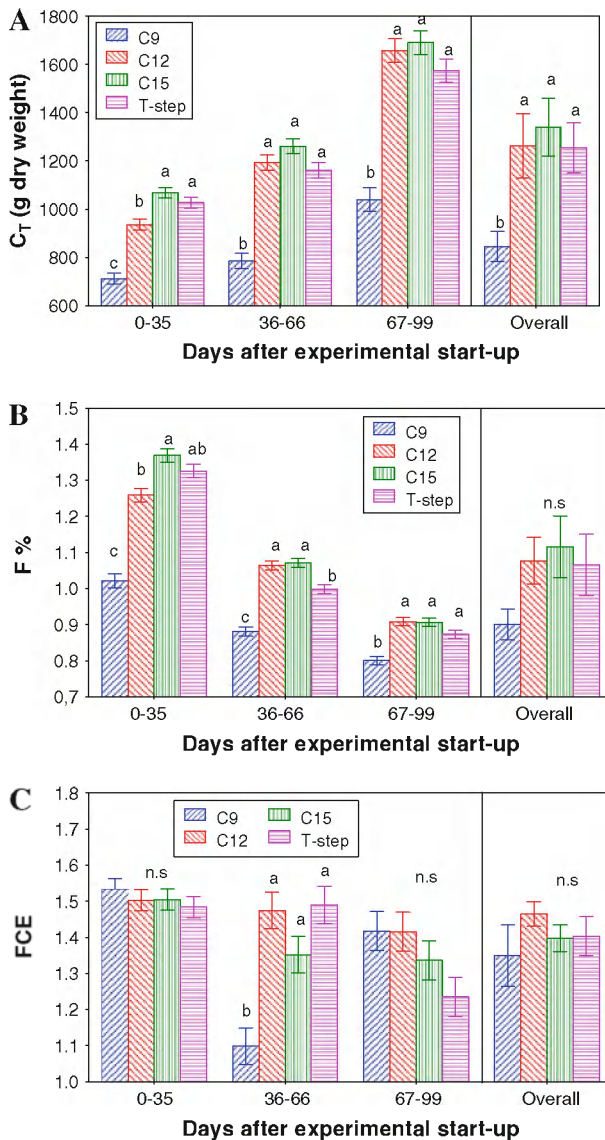 A
C9
C12
C15
T-step
CT (g dry weight)
1800
1600
1400
1200
1000
800
600
c b a a
b a a a
b a a a
b a a a
0-35 36-66 67-99 Overall
Days after experimental start-up
B
C9
C12
C15
T-step
F %
1.5
1.4
1.3
1.2
1.1
1.0
0.9
0.8
0,7
c b a ab
c a a b
b a a a
n.s
0-35 36-66 67-99 Overall
Days after experimental start-up
C
C9 C15
C12 T-step
FCE
1.8
1.7
1.6
1.5
1.4
1.3
1.2
1.1
1.0
n.s
b a a a
n.s
n.s
0-35 36-66 67-99 Overall
Days after experimental start-up